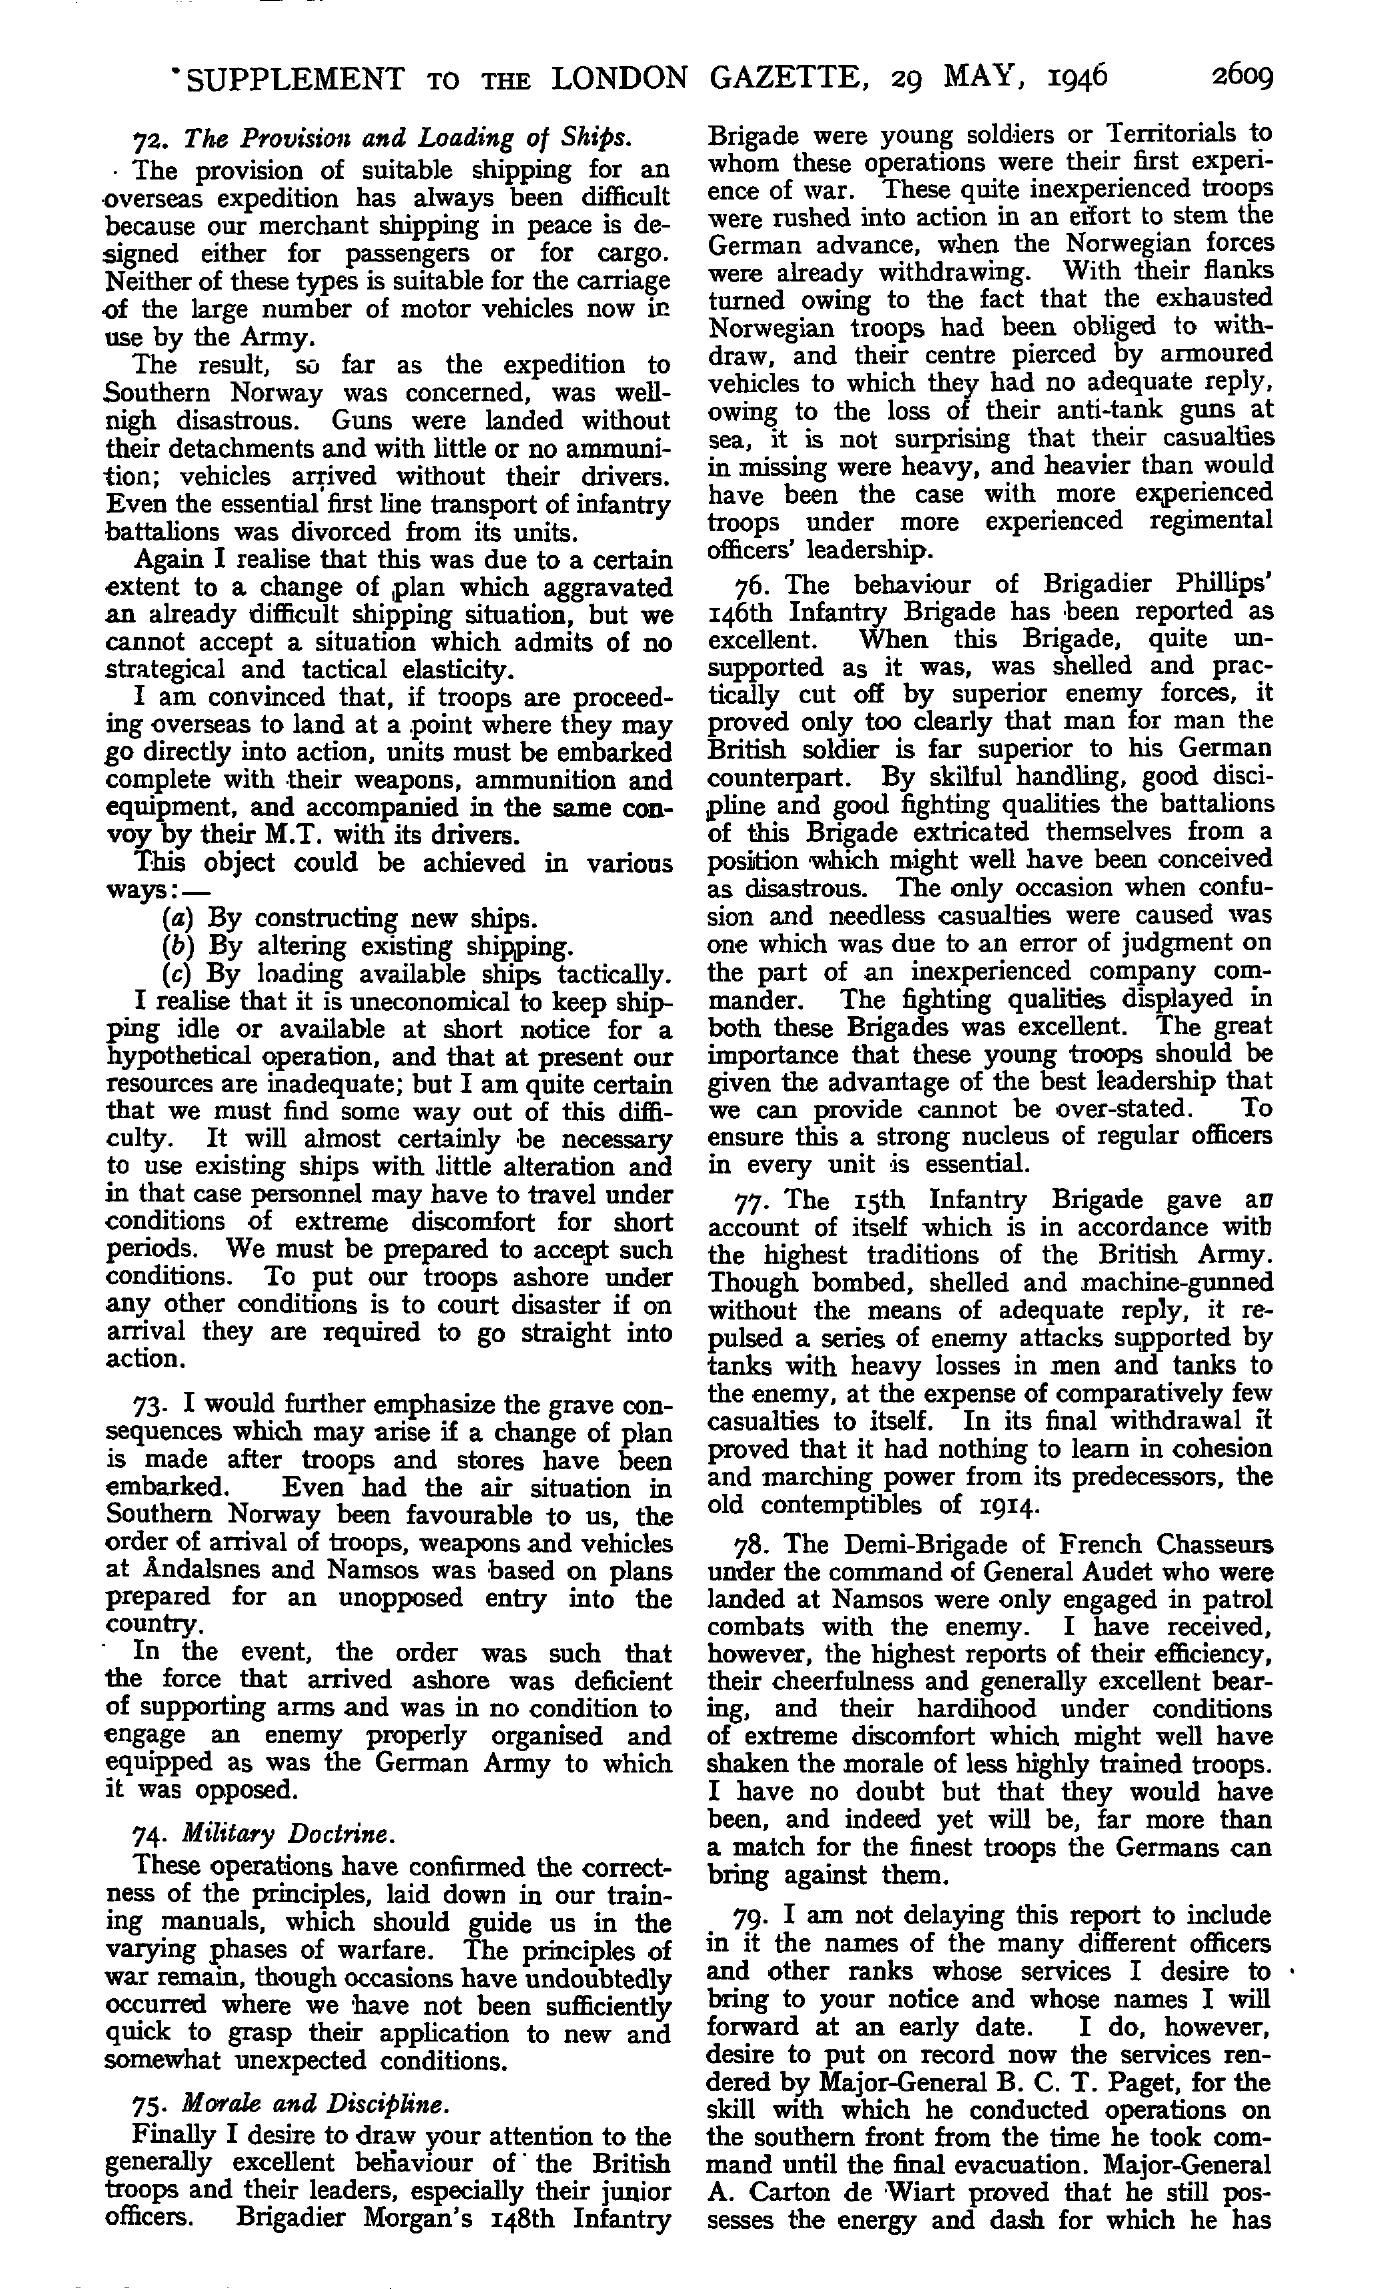 SUPPLEMENT TO THE LONDON GAZETTE, 29 MAY, 1946 2609
72. The Provision and Loading of Ships.
The provision of suitable shipping for an
overseas expedition has always been difficult
because our merchant shipping in peace is de-
signed either for passengers or for cargo.
Neither of these types is suitable for the carriage
of the large number of motor vehicles now in
use by the Army.
The result, so far as the expedition to
Southern Norway was concerned, was well-
nigh disastrous. Guns were landed without
their detachments and with little or no ammuni-
tion; vehicles arrived without their drivers.
Even the essential first line transport of infantry
battalions was divorced from its units.
Again I realise that this was due to a certain
extent to a change of plan which aggravated
an already difficult shipping situation, but we
cannot accept a situation which admits of no
strategical and tactical elasticity.
I am convinced that, if troops are proceed-
ing overseas to land at a point where they may
go directly into action, units must be embarked
complete with their weapons, ammunition and
equipment, and accompanied in the same con-
voy by their M.T. with its drivers.
This object could be achieved in various
ways:—
(a) By constructing new ships.
(b) By altering existing shipping.
(c) By loading available ships tactically.
I realise that it is uneconomical to keep ship-
ping idle or available at short notice for a
hypothetical operation, and that at present our
resources are inadequate; but I am quite certain
that we must find some way out of this diffi-
culty. It will almost certainly be necessary
to use existing ships with little alteration and
in that case personnel may have to travel under
conditions of extreme discomfort for short
periods. We must be prepared to accept such
conditions. To put our troops ashore under
any other conditions is to court disaster if on
arrival they are required to go straight into
action.
73. I would further emphasize the grave con-
sequences which may arise if a change of plan
is made after troops and stores have been
embarked. Even had the air situation in
Southern Norway been favourable to us, the
order of arrival of troops, weapons and vehicles
at Åndalsnes and Namsos was based on plans
prepared for an unopposed entry into the
country.
In the event, the order was such that
the force that arrived ashore was deficient
of supporting arms and was in no condition to
engage an enemy properly organised and
equipped as was the German Army to which
it was opposed.
74. Military Doctrine.
These operations have confirmed the correct-
ness of the principles, laid down in our train-
ing manuals, which should guide us in the
varying phases of warfare. The principles of
war remain, though occasions have undoubtedly
occurred where we have not been sufficiently
quick to grasp their application to new and
somewhat unexpected conditions.
75. Morale and Discipline.
Finally I desire to draw your attention to the
generally excellent behaviour of the British
troops and their leaders, especially their junior
officers. Brigadier Morgan's 148th Infantry
Brigade were young soldiers or Territorials to
whom these operations were their first experi-
ence of war. These quite inexperienced troops
were rushed into action in an effort to stem the
German advance, when the Norwegian forces
were already withdrawing. With their flanks
turned owing to the fact that the exhausted
Norwegian troops had been obliged to with-
draw, and their centre pierced by armoured
vehicles to which they had no adequate reply,
owing to the loss of their anti-tank guns at
sea, it is not surprising that their casualties
in missing were heavy, and heavier than would
have been the case with more experienced
troops under more experienced regimental
officers' leadership.
76. The behaviour of Brigadier Phillips'
146th Infantry Brigade has been reported as
excellent. When this Brigade, quite un-
supported as it was, was shelled and prac-
tically cut off by superior enemy forces, it
proved only too clearly that man for man the
British soldier is far superior to his German
counterpart. By skilful handling, good disci-
pline and good fighting qualities the battalions
of this Brigade extricated themselves from a
position which might well have been conceived
as disastrous. The only occasion when confu-
sion and needless casualties were caused was
one which was due to an error of judgment on
the part of an inexperienced company com-
mander. The fighting qualities displayed in
both these Brigades was excellent. The great
importance that these young troops should be
given the advantage of the best leadership that
we can provide cannot be over-stated. To
ensure this a strong nucleus of regular officers
in every unit is essential.
77. The 15th Infantry Brigade gave an
account of itself which is in accordance with
the highest traditions of the British Army.
Though bombed, shelled and machine-gunned
without the means of adequate reply, it re-
pulsed a series of enemy attacks supported by
tanks with heavy losses in men and tanks to
the enemy, at the expense of comparatively few
casualties to itself. In its final withdrawal it
proved that it had nothing to learn in cohesion
and marching power from its predecessors, the
old contemptibles of 1914.
78. The Demi-Brigade of French Chasseurs
under the command of General Audet who were
landed at Namsos were only engaged in patrol
combats with the enemy. I have received,
however, the highest reports of their efficiency,
their cheerfulness and generally excellent bear-
ing, and their hardihood under conditions
of extreme discomfort which might well have
shaken the morale of less highly trained troops.
I have no doubt but that they would have
been, and indeed yet will be, far more than
a match for the finest troops the Germans can
bring against them.
79. I am not delaying this report to include
in it the names of the many different officers
and other ranks whose services I desire to
bring to your notice and whose names I will
forward at an early date. I do, however,
desire to put on record now the services ren-
dered by Major-General B. C. T. Paget, for the
skill with which he conducted operations on
the southern front from the time he took com-
mand until the final evacuation. Major-General
A. Carton de Wiart proved that he still pos-
sesses the energy and dash for which he has